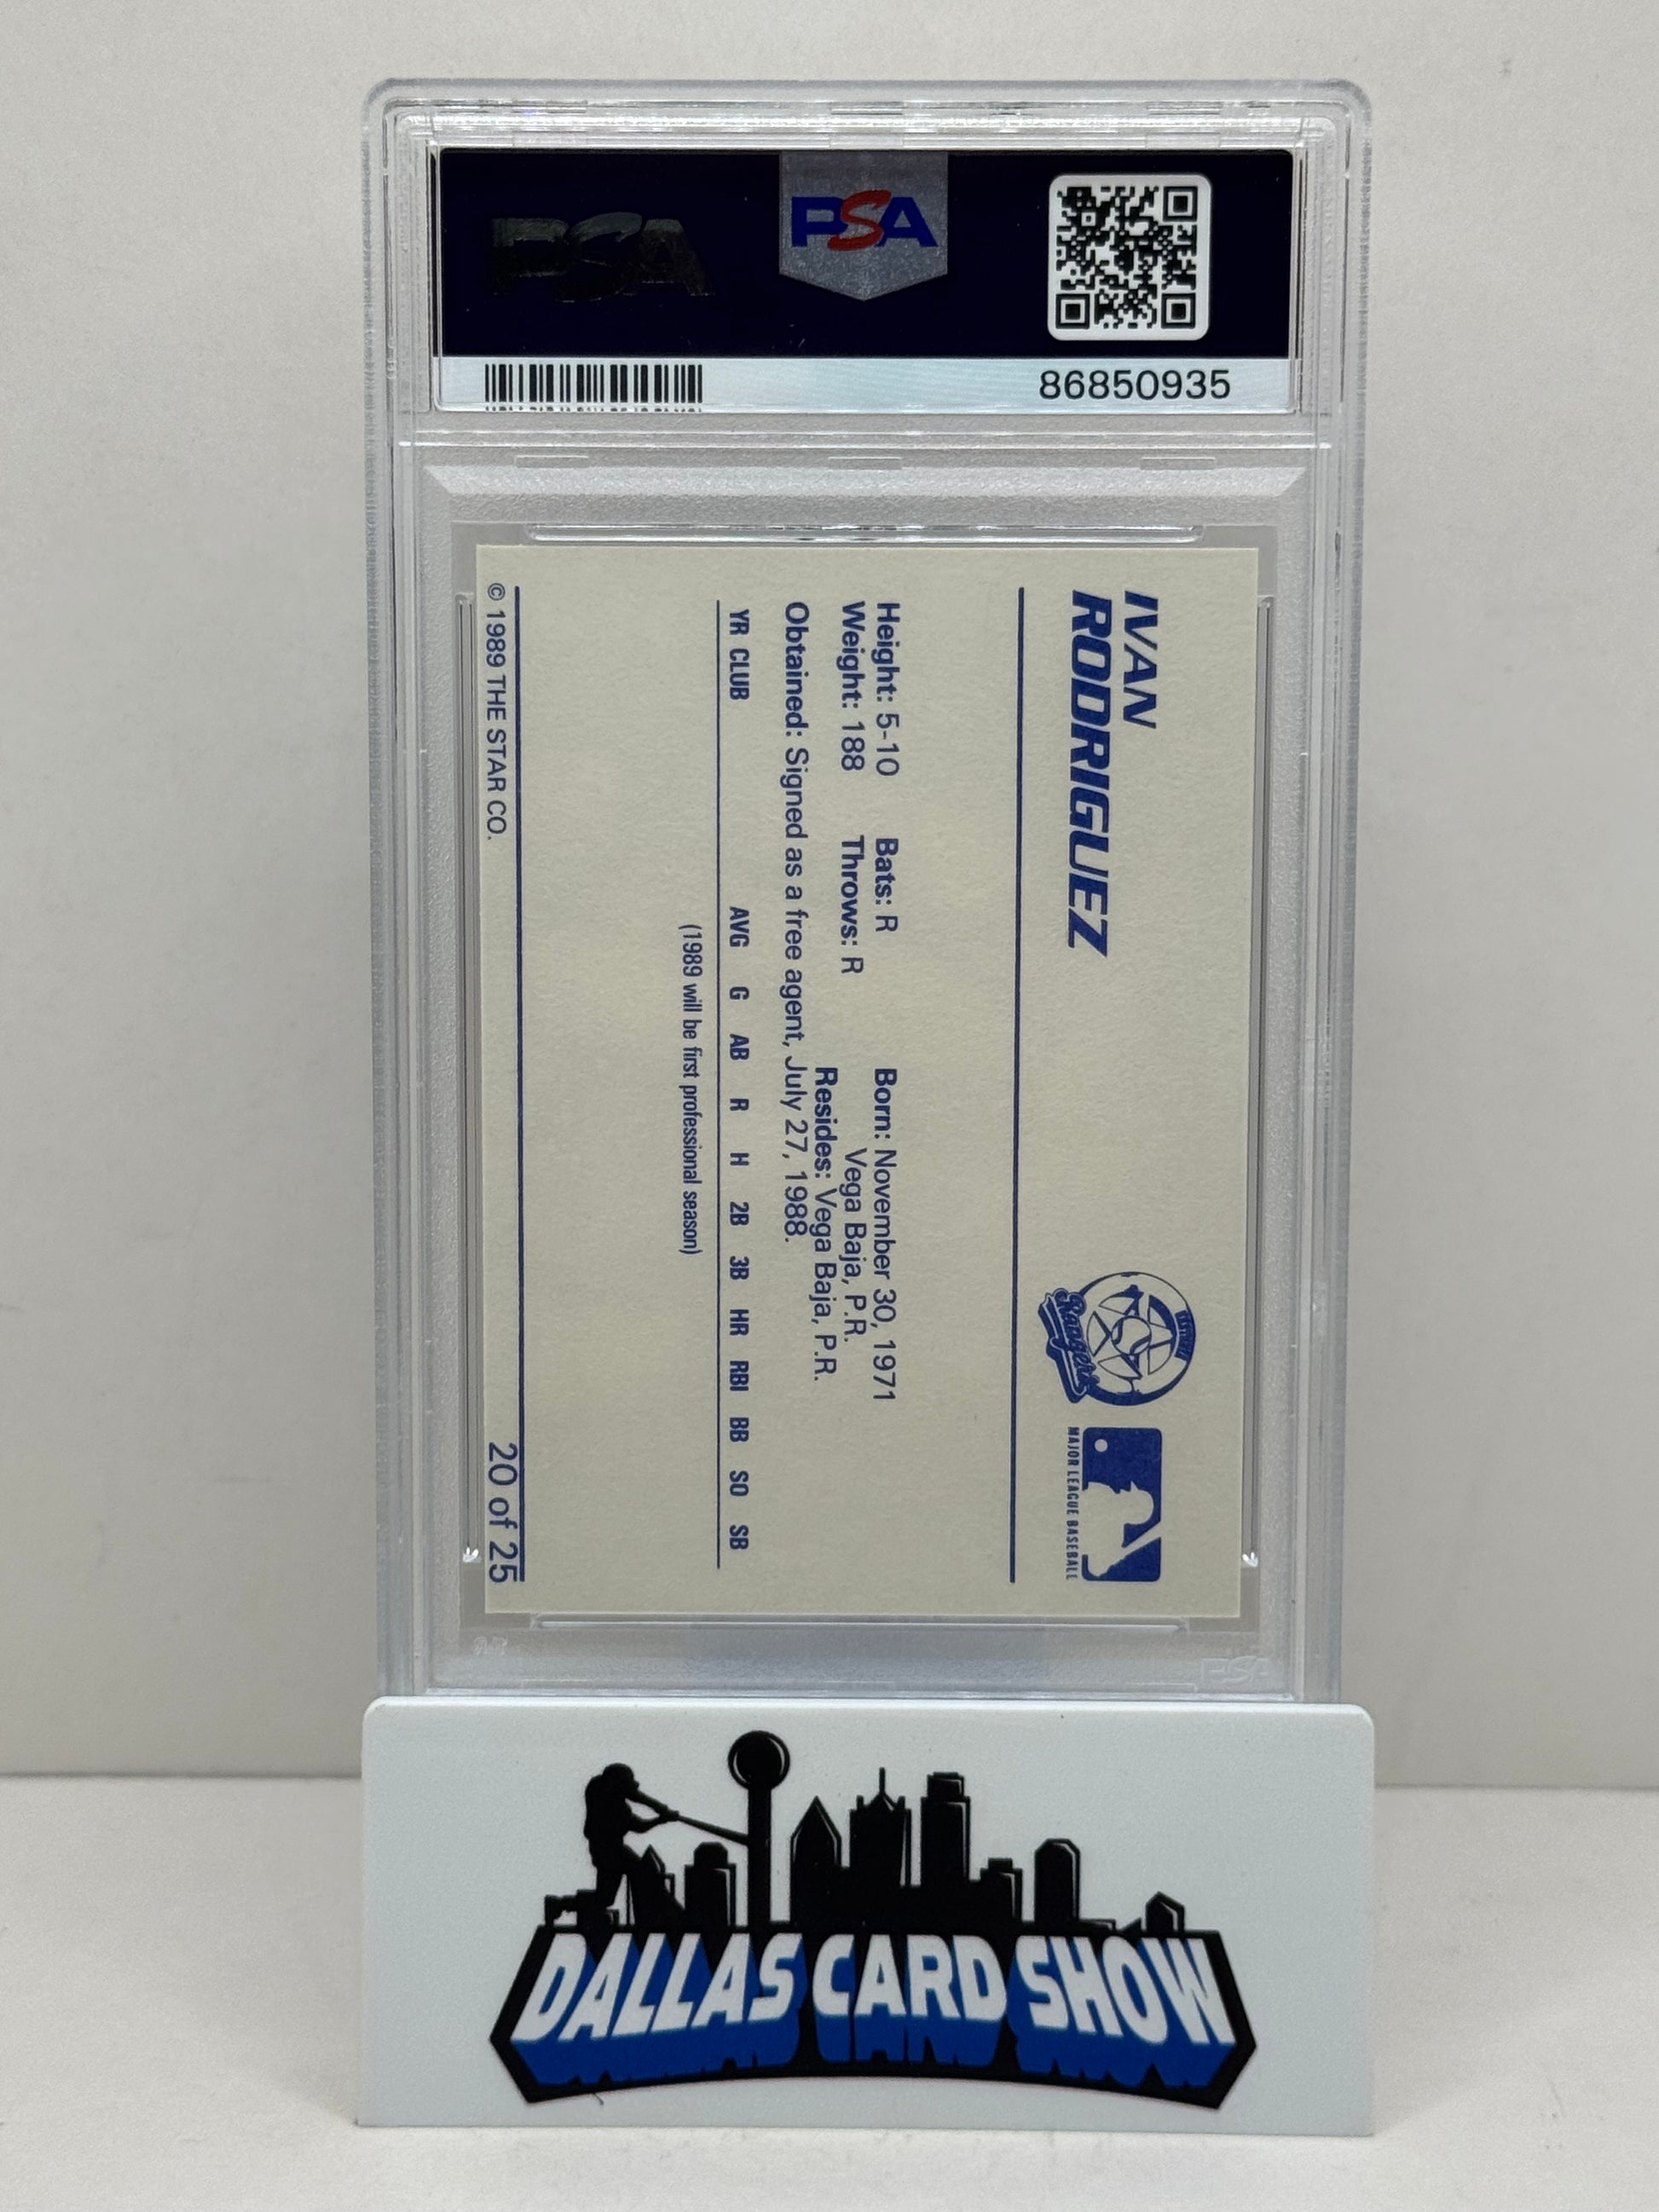 PSA
PSA
86850935
IVAN
RODRIGUEZ
Rangers
MAJOR LEAGUE BASEBALL
Height: 5-10 Bats: R Born: November 30, 1971
Weight: 188 Throws: R Vega Baja, P.R.
Resides: Vega Baja, P.R.
Obtained: Signed as a free agent, July 27, 1988.
YR CLUB AVG G AB R H 2B 3B HR RBI BB SO SB
(1989 will be first professional season)
© 1989 THE STAR CO. 20 of 25
PSA
DALLAS CARD SHOW